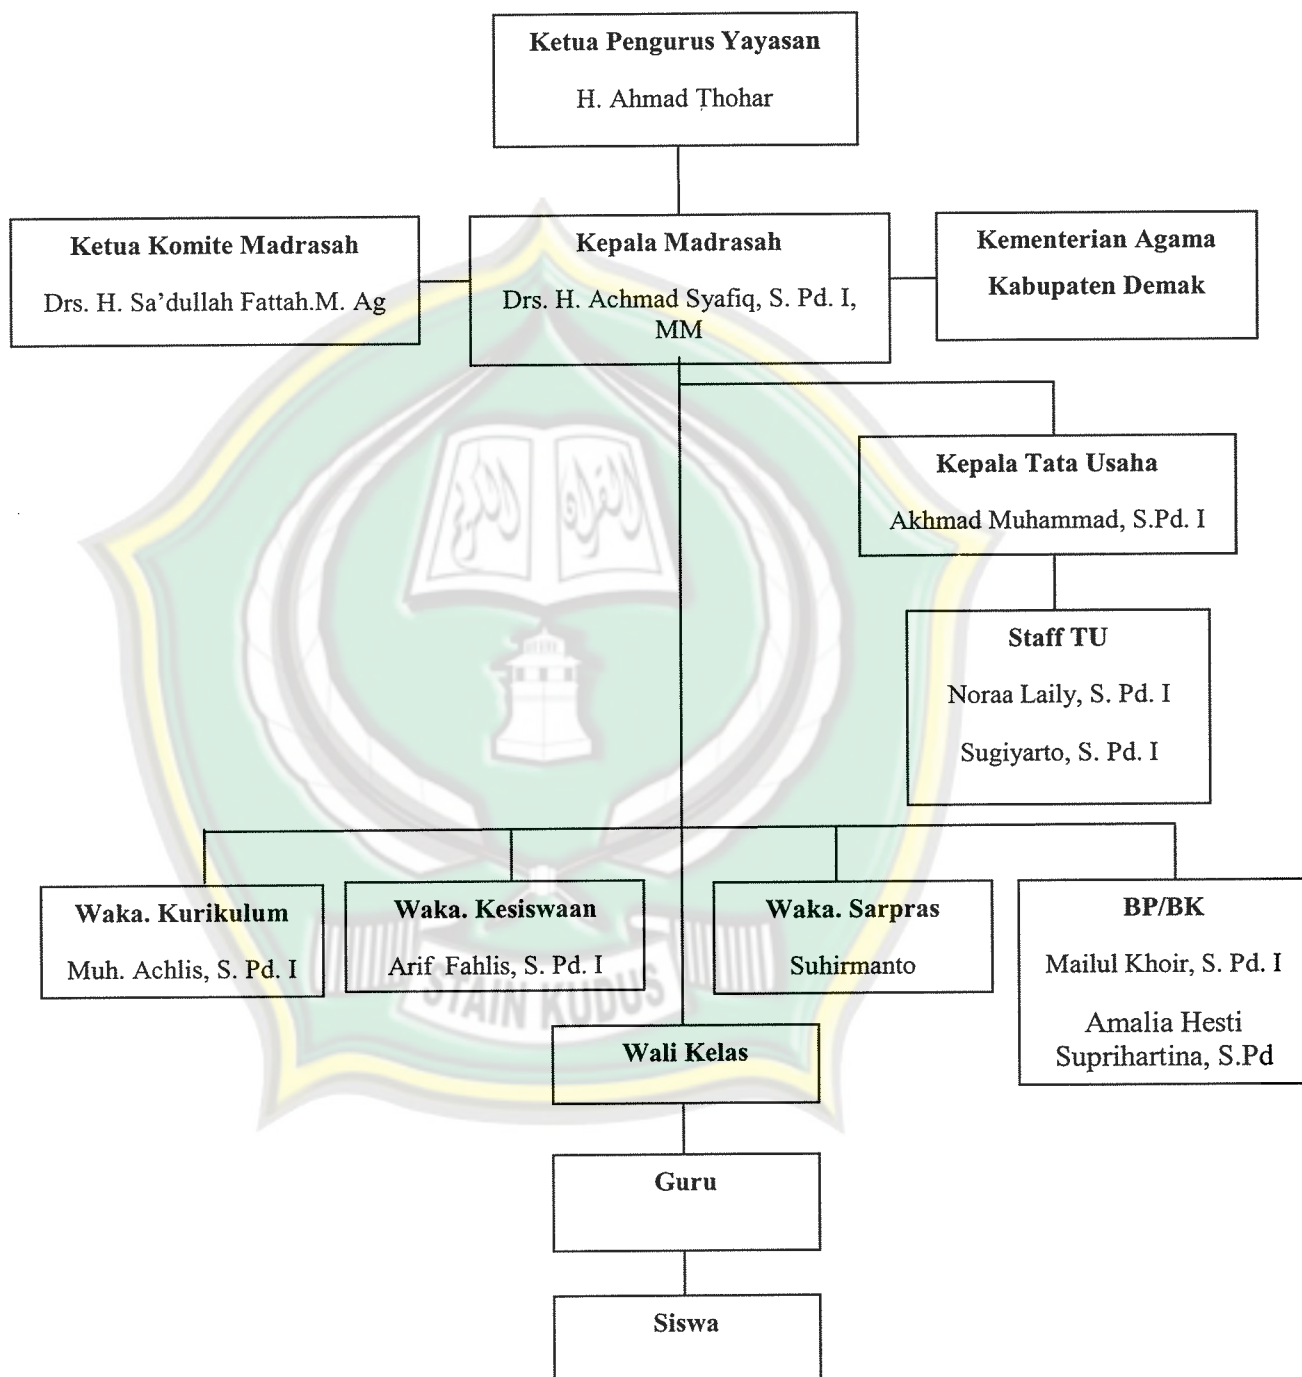 Ketua Pengurus Yayasan
H. Ahmad Thohar
Ketua Komite Madrasah
Drs. H. Sa’dullah Fattah.M. Ag
Kepala Madrasah
Drs. H. Achmad Syafiq, S. Pd. I,
MM
Kementerian Agama
Kabupaten Demak
Kepala Tata Usaha
Akhmad Muhammad, S.Pd. I
Staff TU
Noraa Laily, S. Pd. I
Sugiyarto, S. Pd. I
Waka. Kurikulum
Muh. Achlis, S. Pd. I
Waka. Kesiswaan
Arif Fahlis, S. Pd. I
Waka. Sarpras
Suhirmanto
BP/BK
Mailul Khoir, S. Pd. I
Amalia Hesti
Suprihartina, S.Pd
STAIN KUDUS
Wali Kelas
Guru
Siswa